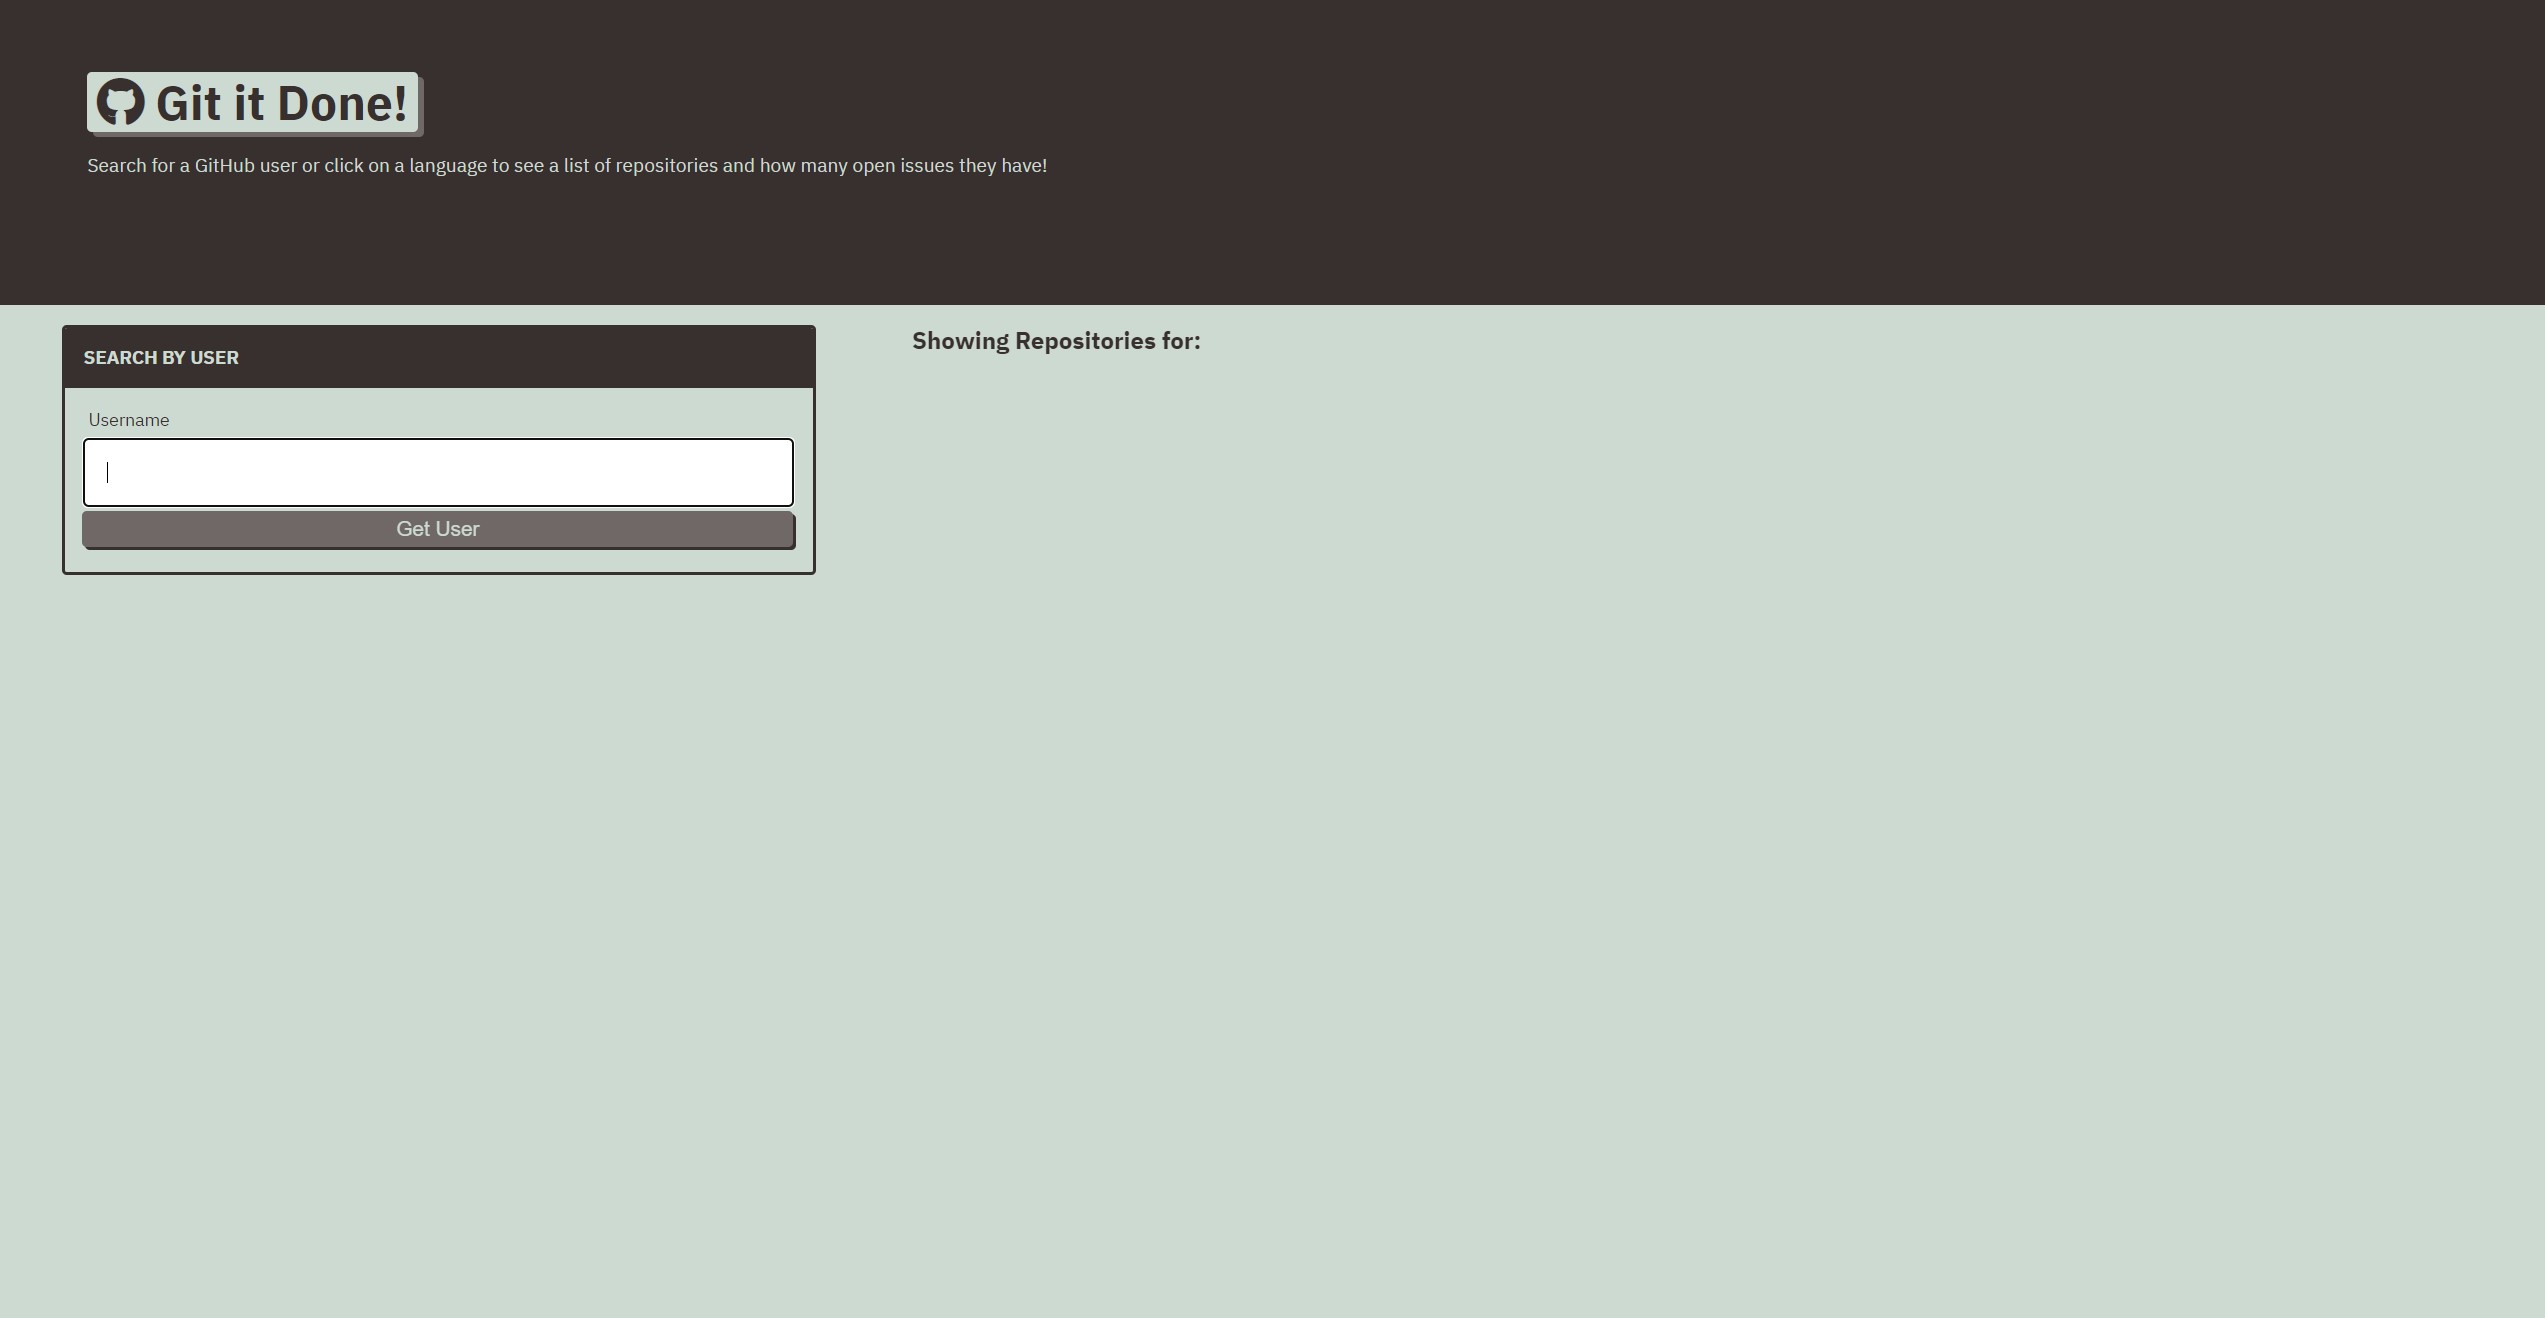 Git it Done!
Search for a GitHub user or click on a language to see a list of repositories and how many open issues they have!
SEARCH BY USER
Username
Get User
Showing Repositories for: